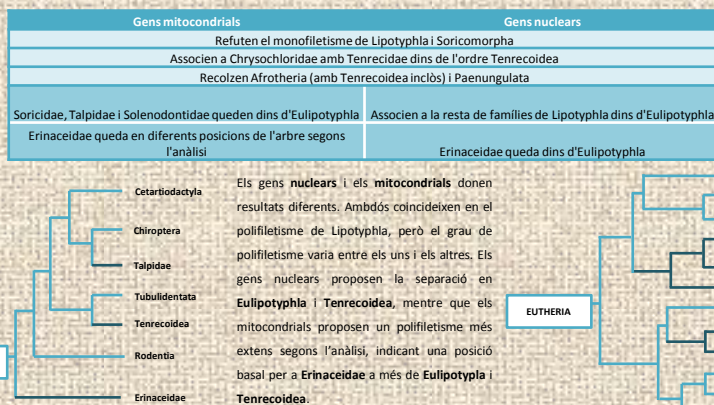 Gens mitocondrials
Gens nuclears
Refuten el monofiletisme de Lipotyphla i Soricomorpha
Associen a Chrysochloridae amb Tenrecidae dins de l'ordre Tenrecoidea
Recolzen Afrotheria (amb Tenrecoidea inclòs) i Paenungulata
Soricidae, Talpidae i Solenodontidae queden dins d'Eulipotyphla
Associen a la resta de famílies de Lipotyphla dins d'Eulipotyphla
Erinaceidae queda en diferents posicions de l'arbre segons
l'anàlisi
Erinaceidae queda dins d'Eulipotyphla
Cetartiodactyla
Chiroptera
Talpidae
Tubulidentata
Tenrecoidea
Rodentia
Erinaceidae
Els gens nuclears i els mitocondrials donen
resultats diferents. Ambdós coincideixen en el
polifiletisme de Lipotyphla, però el grau de
polifiletisme varia entre els uns i els altres. Els
gens nuclears proposen la separació en
Eulipotyphla i Tenrecoidea, mentre que els
mitocondrials proposen un polifiletisme més
extens segons l'anàlisi, indicant una posició
basal per a Erinaceidae a més de Eulipotypla i
Tenrecoidea.
EUTHERIA